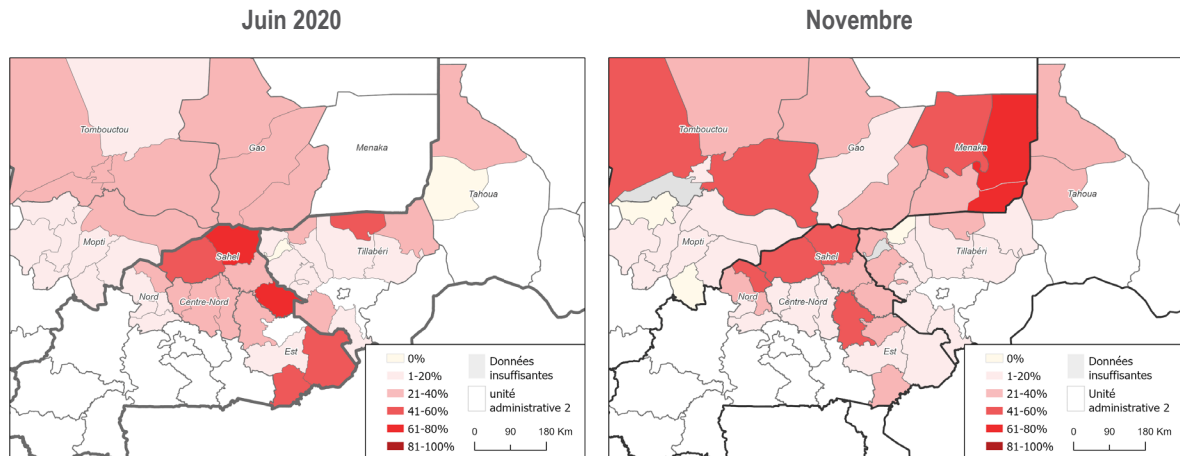 Juin 2020
Tombouctou
Gao
Menaka
Tahoua
Mopti
Sahel
Tillabéri
Nord
Centre-Nord
Est
0%
1-20%
21-40%
41-60%
61-80%
81-100%
Données
insuffisantes
unité
administrative 2
0 90 180 Km
Novembre
Tombouctou
Gao
Menaka
Tahoua
Mopti
Sahel
Tillabéri
Nord
Centre-Nord
Est
0%
1-20%
21-40%
41-60%
61-80%
81-100%
Données
insuffisantes
Unité
administrative 2
0 90 180 Km